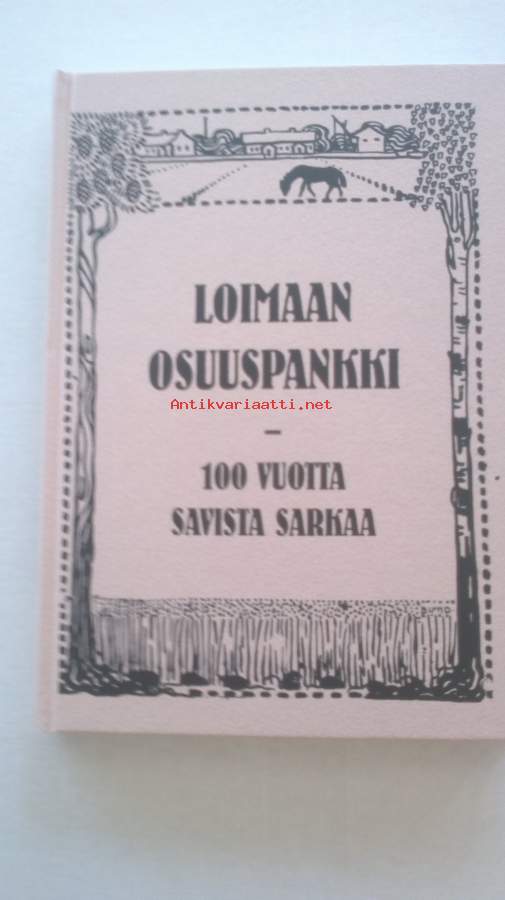 LOIMAAN
OSUUSPANKKI
Antikvariaatti.net
–
100 VUOTTA
SAVISTA SARKAA